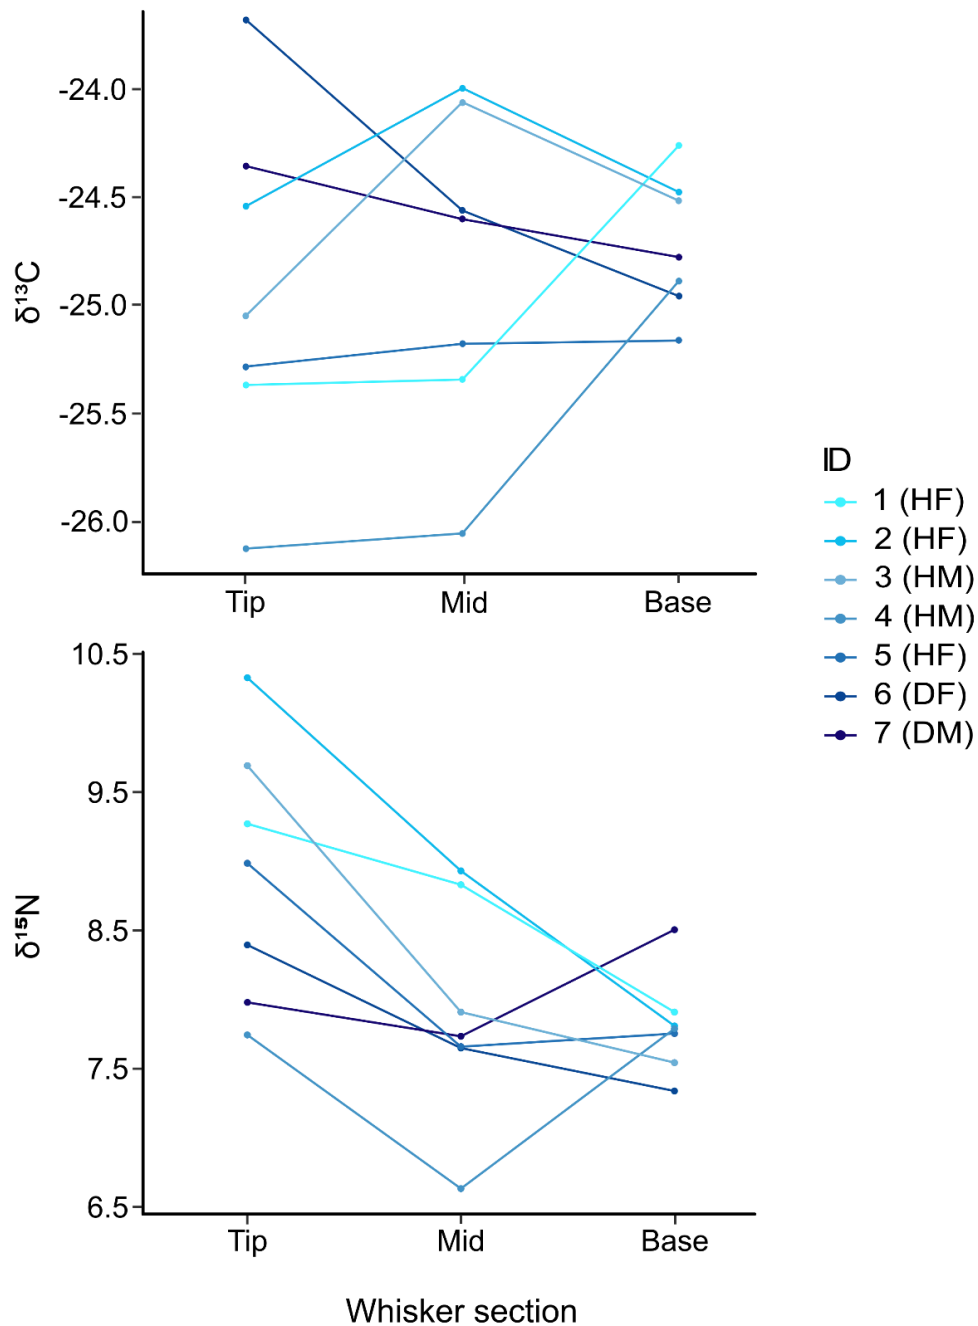 -24.0
-24.5
-25.0
-25.5
-26.0
δ¹³C
Tip Mid Base
ID
1 (HF)
2 (HF)
3 (HM)
4 (HM)
5 (HF)
6 (DF)
7 (DM)
10.5
9.5
8.5
7.5
6.5
δ¹⁵N
Tip Mid Base
Whisker section